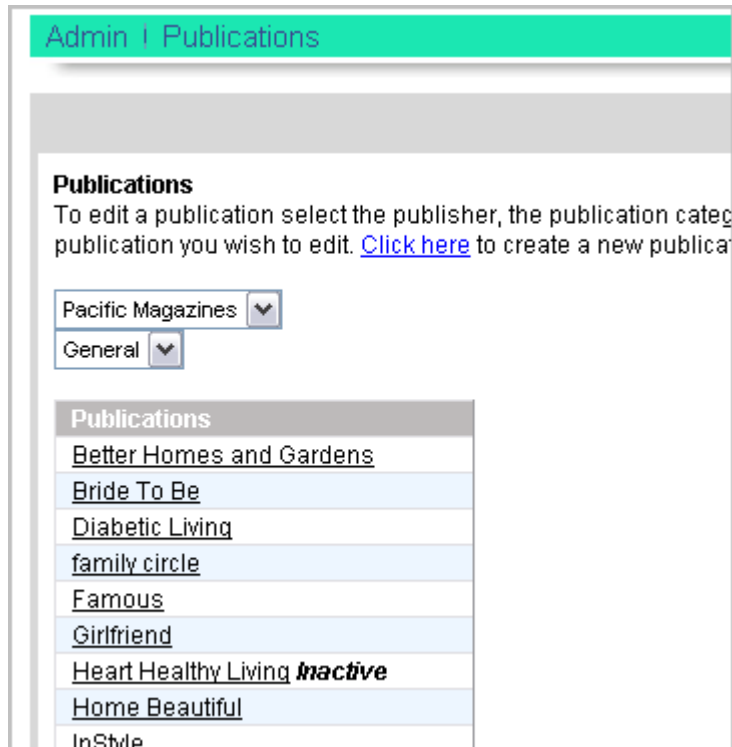 Admin | Publications
Publications
To edit a publication select the publisher, the publication categ
publication you wish to edit. Click here to create a new publica
Pacific Magazines
General
Publications
Better Homes and Gardens
Bride To Be
Diabetic Living
family circle
Famous
Girlfriend
Heart Healthy Living Inactive
Home Beautiful
InStyle